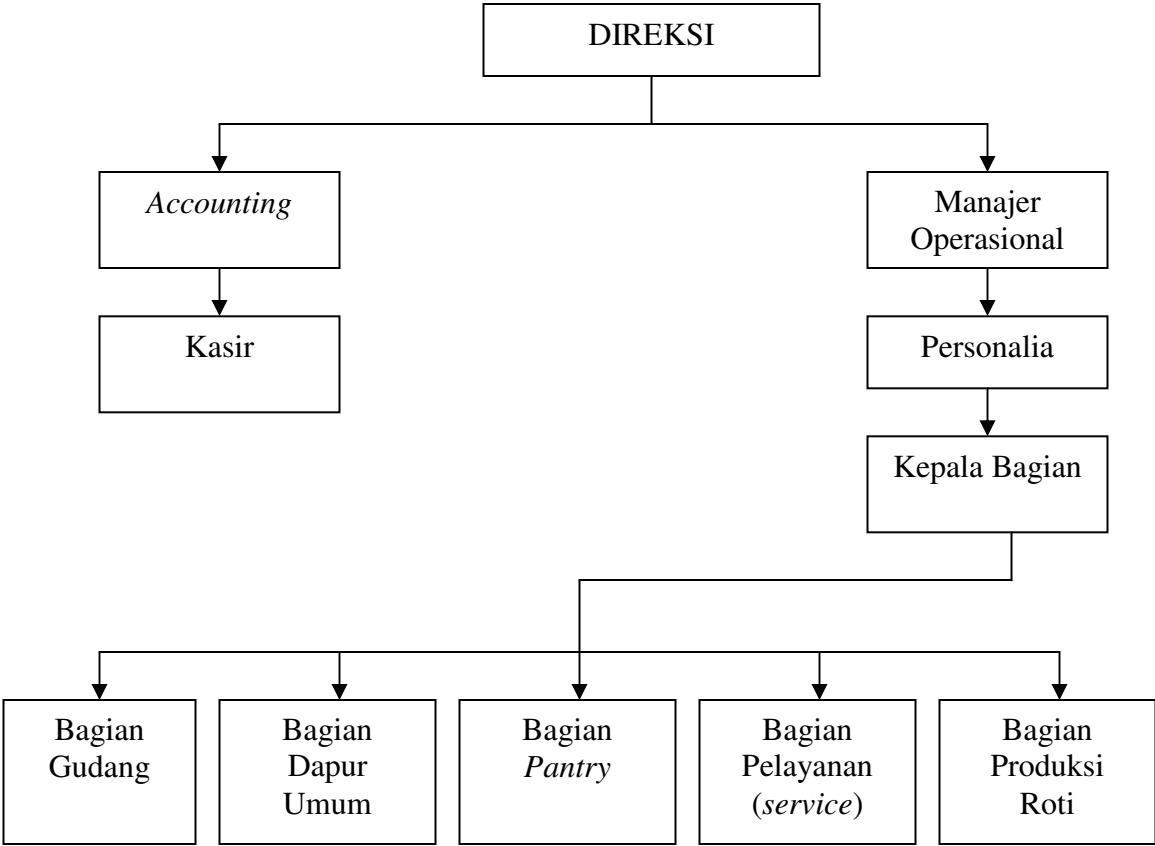 DIREKSI
Accounting
Manajer
Operasional
Kasir
Personalia
Kepala Bagian
Bagian
Gudang
Bagian
Dapur
Umum
Bagian
Pantry
Bagian
Pelayanan
(service)
Bagian
Produksi
Roti